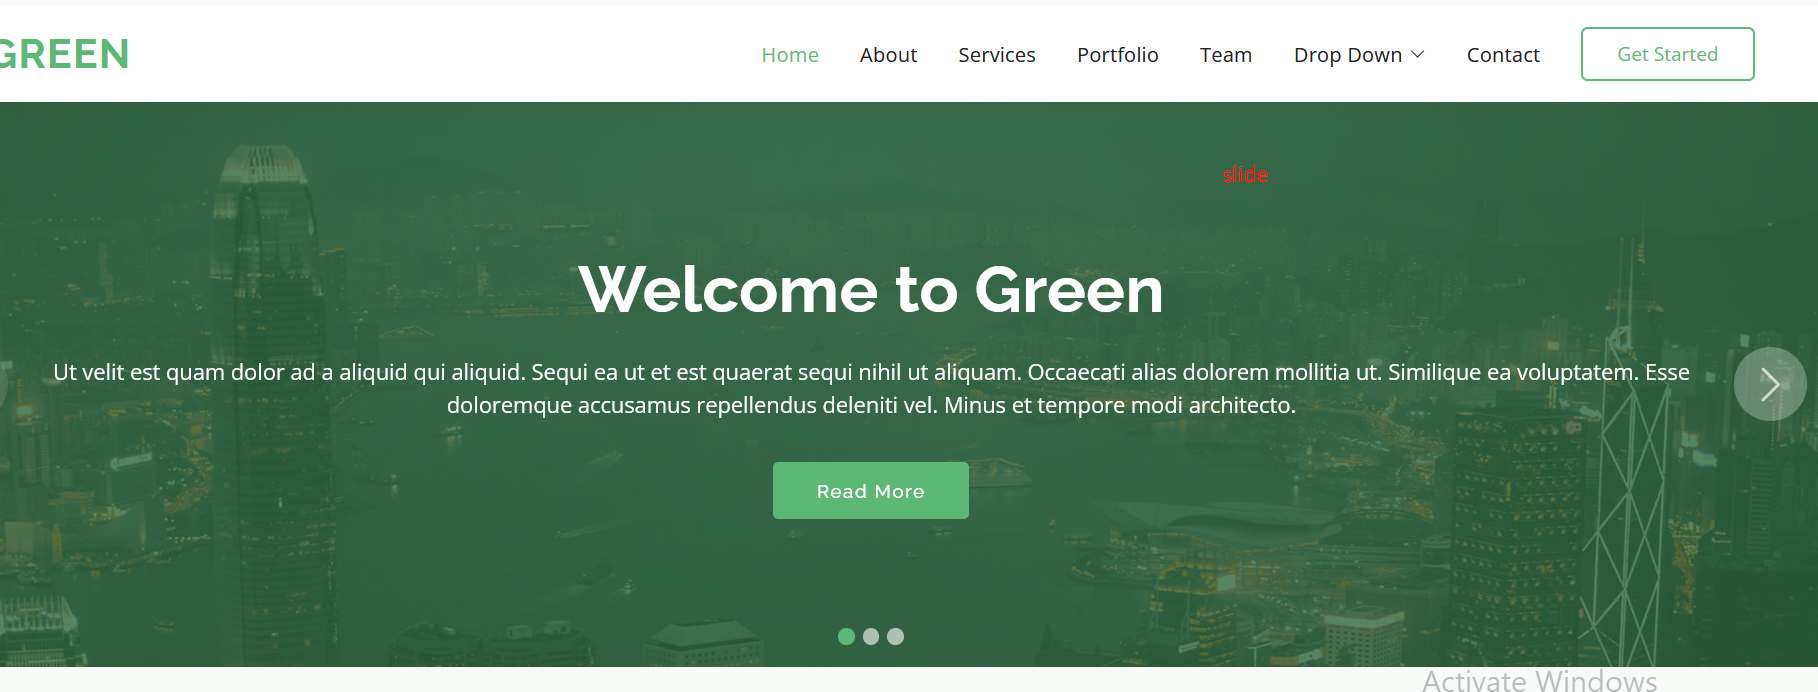 GREEN
Home About Services Portfolio Team Drop Down Contact Get Started
slide
Welcome to Green
Ut velit est quam dolor ad a aliquid qui aliquid. Sequi ea ut et est quaerat sequi nihil ut aliquam. Occaecati alias dolorem mollitia ut. Similique ea voluptatem. Esse
doloremque accusamus repellendus deleniti vel. Minus et tempore modi architecto.
Read More
Activate Windows